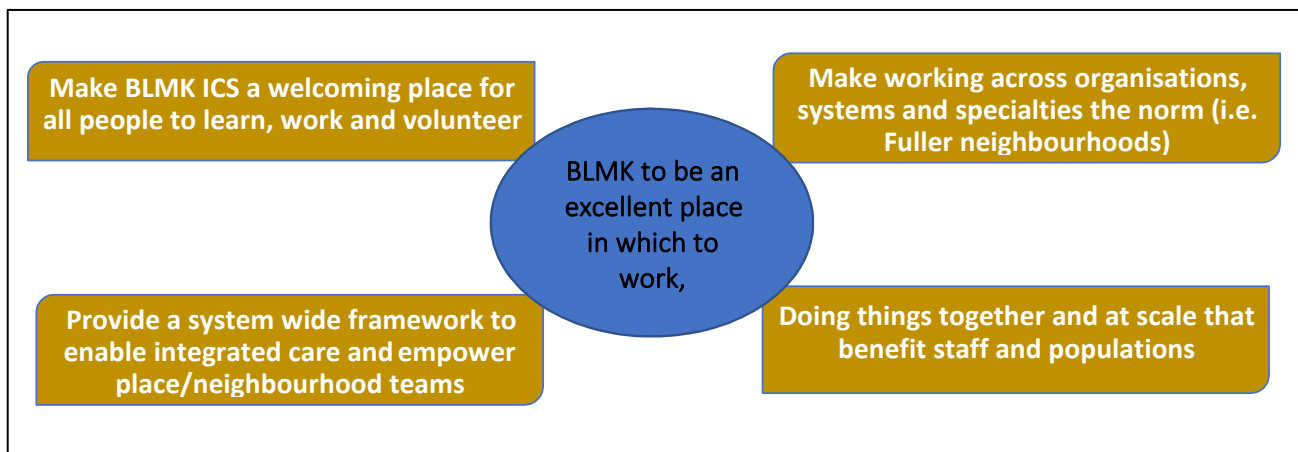 Make BLMK ICS a welcoming place for
all people to learn, work and volunteer
Make working across organisations,
systems and specialties the norm (i.e.
Fuller neighbourhoods)
BLMK to be an
excellent place
in which to
work,
Provide a system wide framework to
enable integrated care and empower
place/neighbourhood teams
Doing things together and at scale that
benefit staff and populations